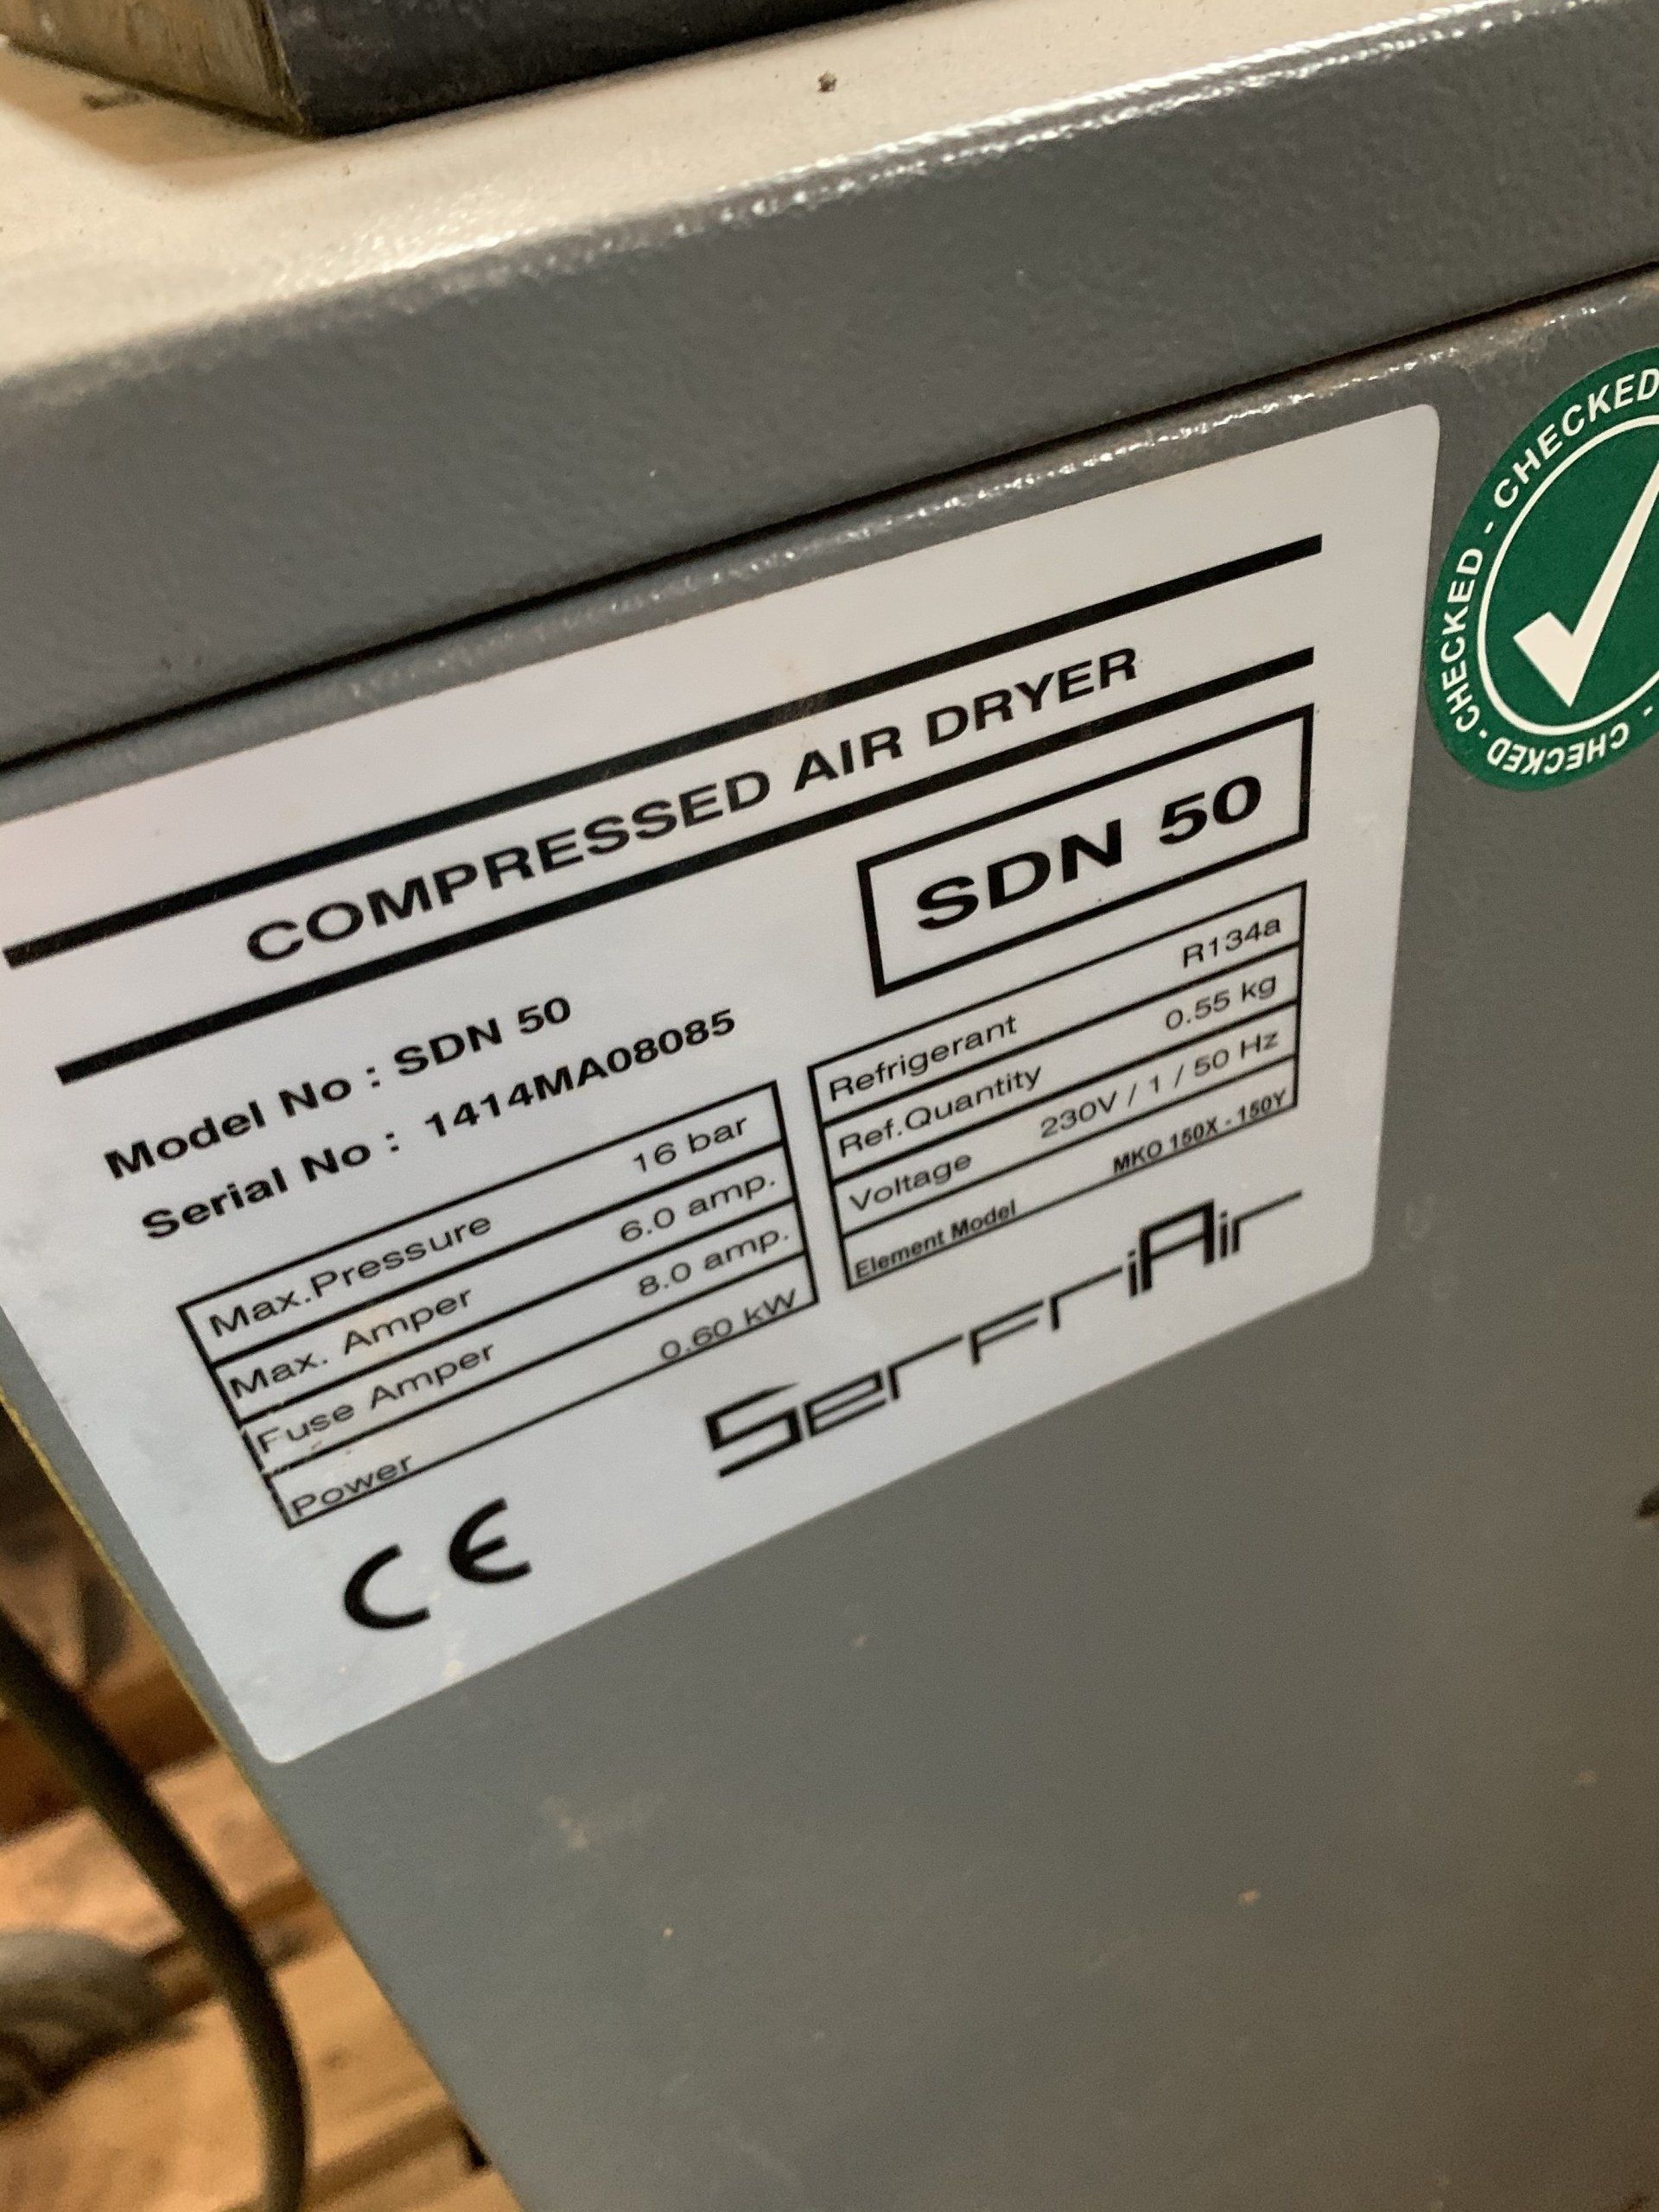 COMPRESSED AIR DRYER
SDN 50
Model No : SDN 50
Serial No : 1414MA08085
Max.Pressure 16 bar
Max. Amper 6.0 amp.
Fuse Amper 8.0 amp.
Power 0.60 kW
Refrigerant R134a
Ref.Quantity 0.55 kg
Voltage 230V / 1 / 50 Hz
Element Model MKO 150X - 150Y
SerfriAir
CE
CHECKED - CHECKED - CHECKED - CHECKED